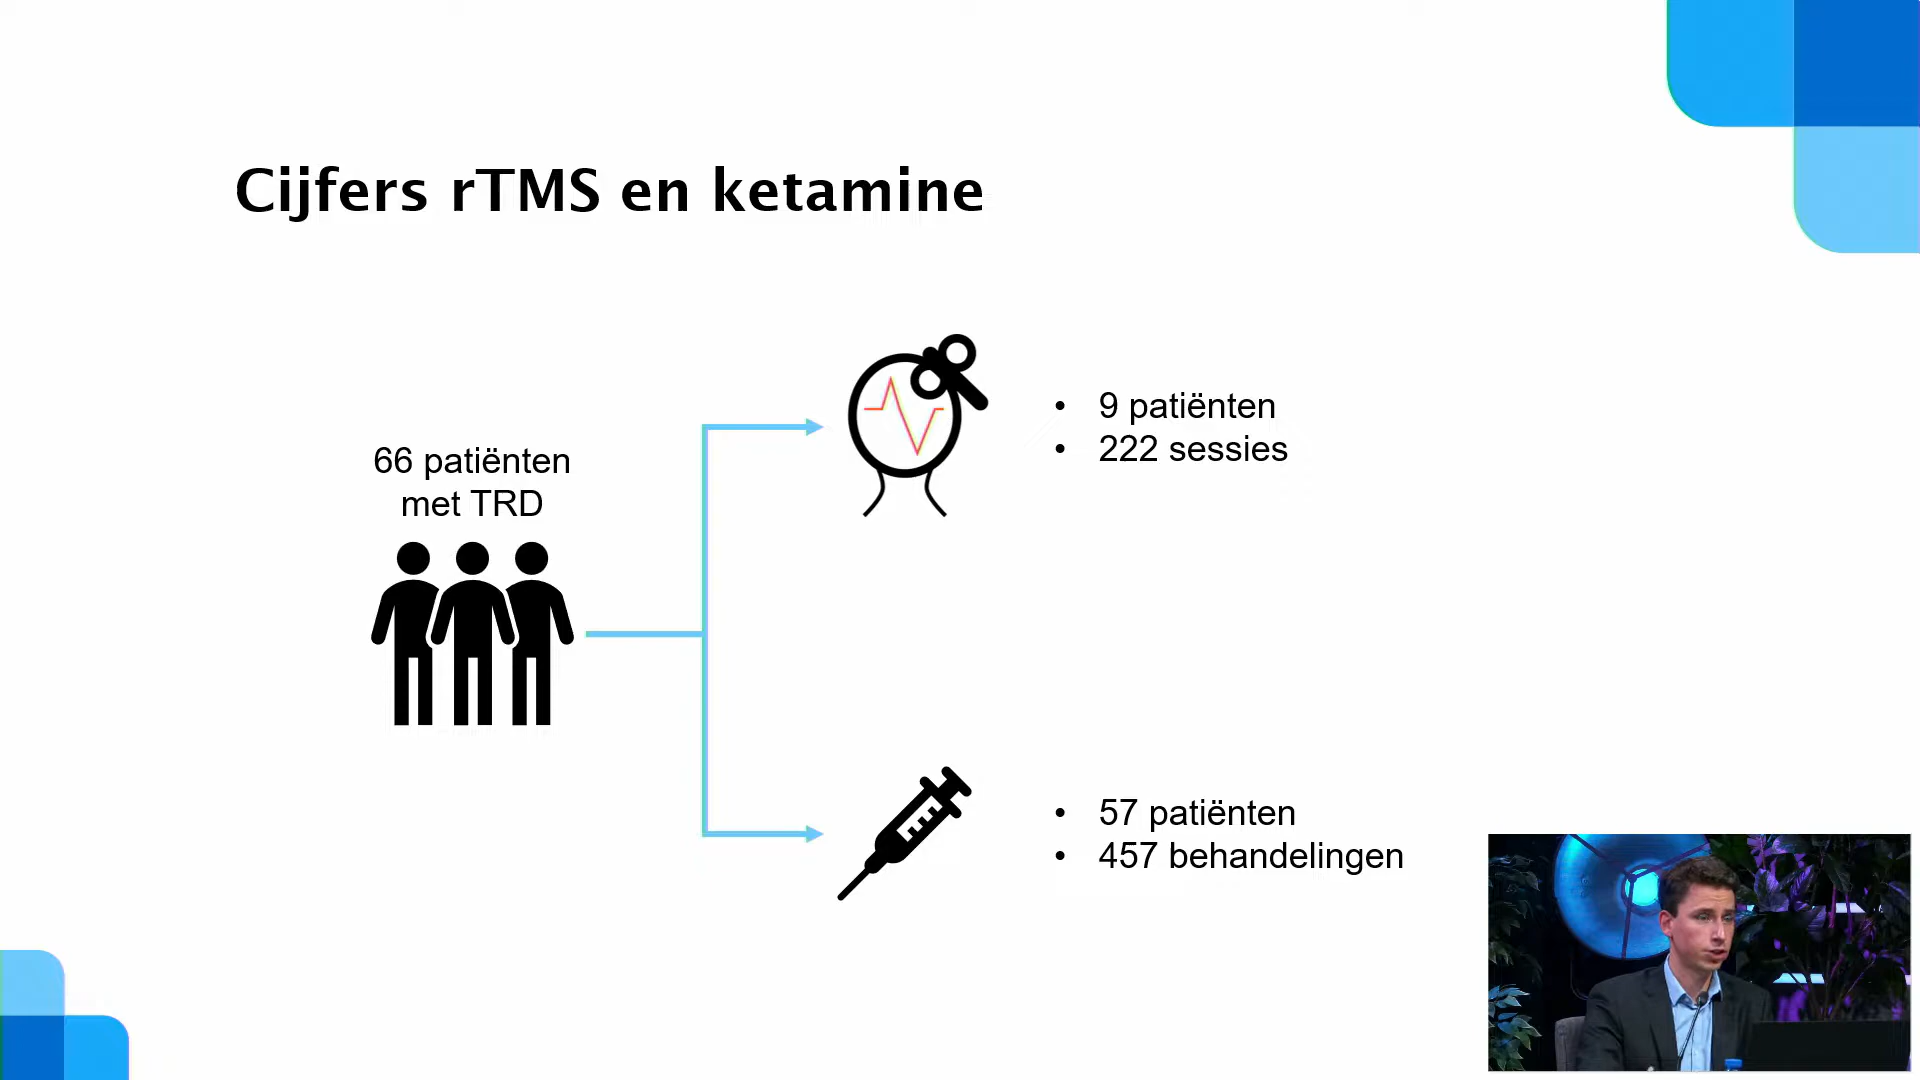 Cijfers rTMS en ketamine
66 patiënten
met TRD
• 9 patiënten
• 222 sessies
• 57 patiënten
• 457 behandelingen